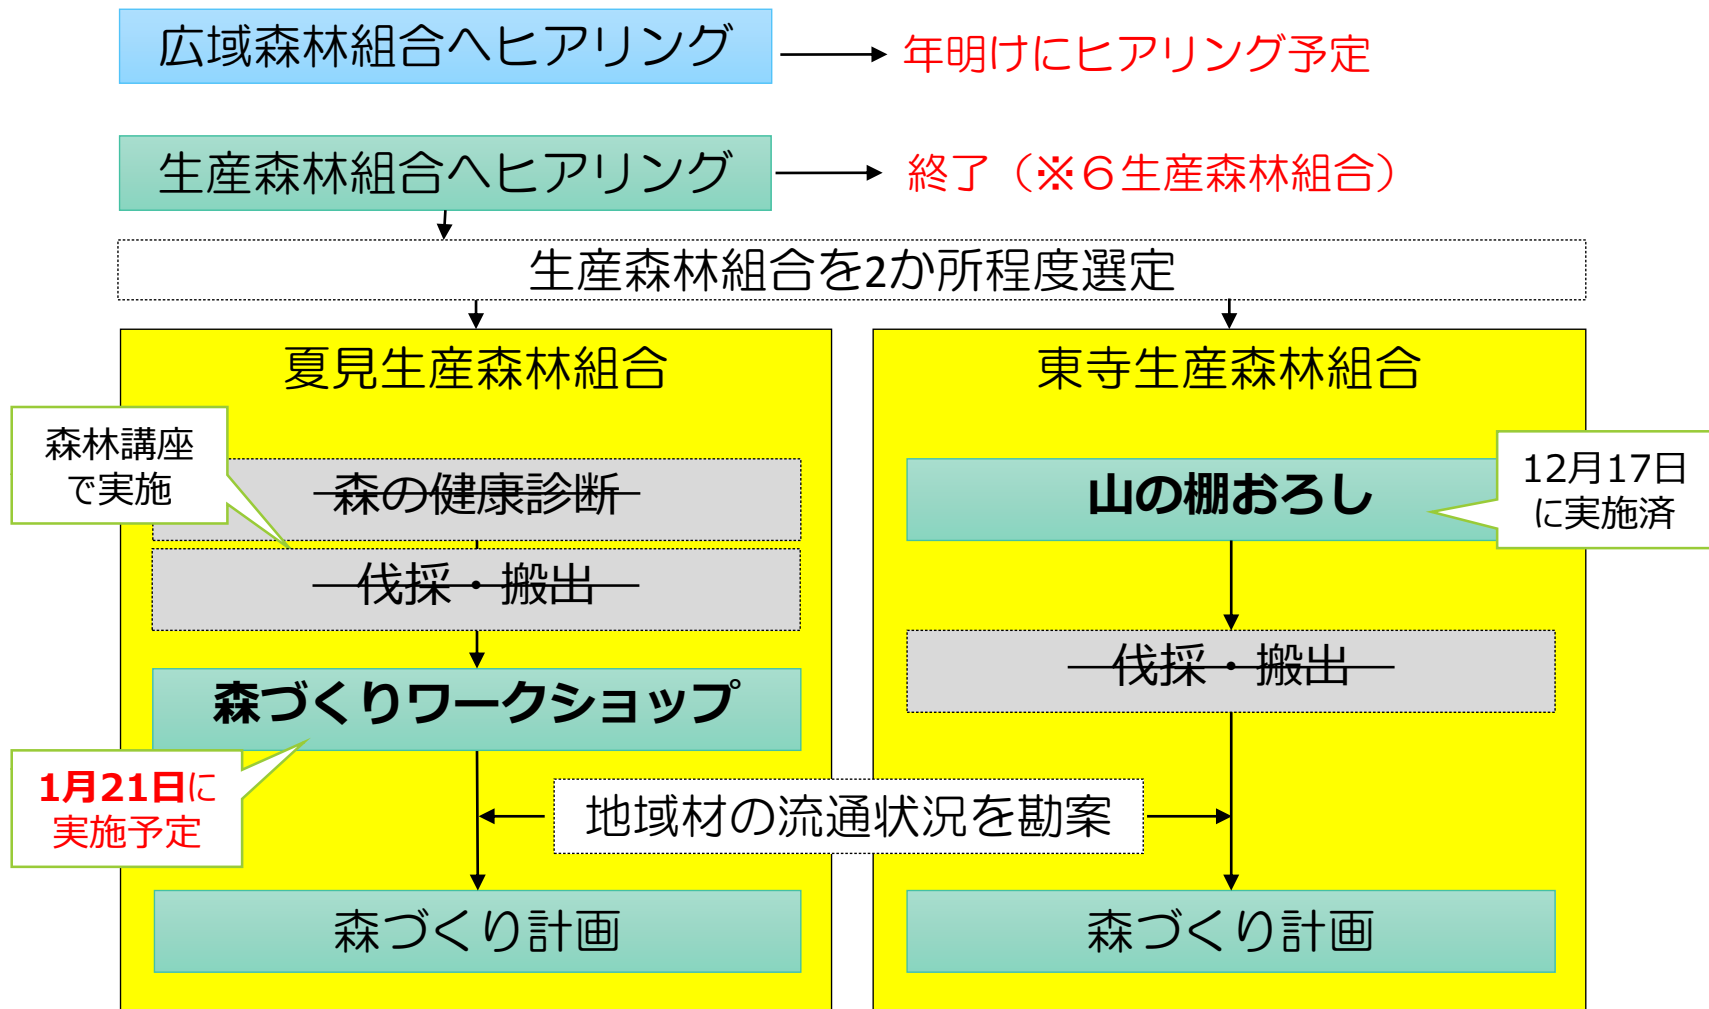 広域森林組合へヒアリング
年明けにヒアリング予定
生産森林組合へヒアリング
終了（※６生産森林組合）
生産森林組合を2か所程度選定
夏見生産森林組合
森林講座
で実施
森の健康診断
伐採・搬出
森づくりワークショップ
1月21日に
実施予定
東寺生産森林組合
山の棚おろし
12月17日
に実施済
伐採・搬出
地域材の流通状況を勘案
森づくり計画
森づくり計画